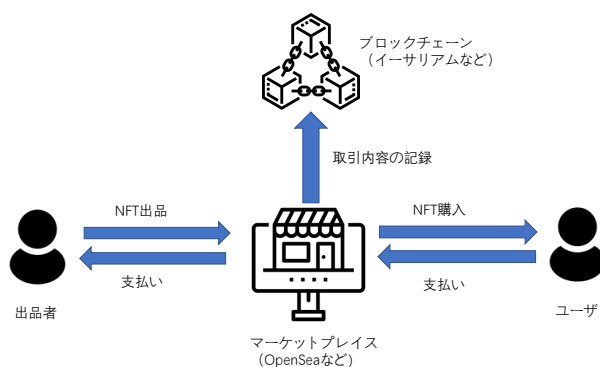 ブロックチェーン
（イーサリアムなど）
取引内容の記録
NFT出品
NFT購入
支払い
支払い
出品者
ユーザ
マーケットプレイス
（OpenSeaなど）